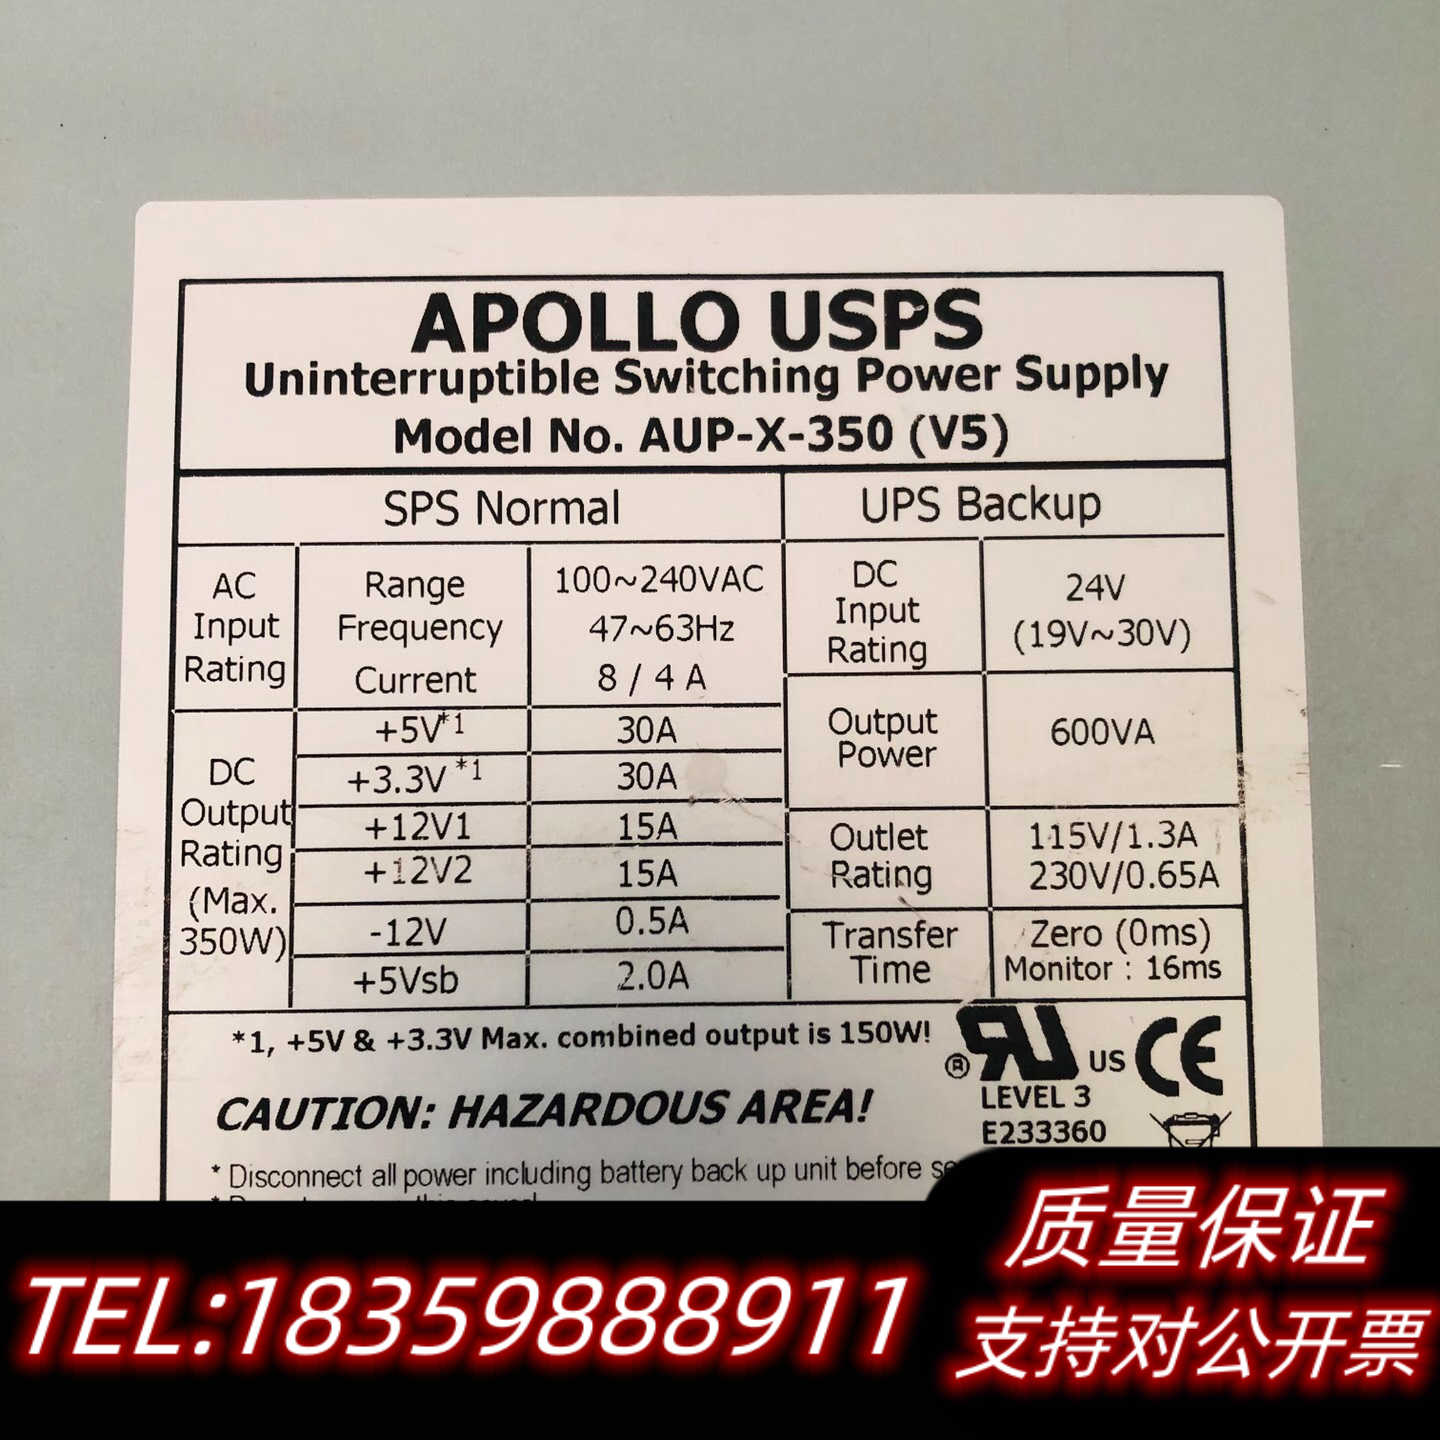 APOLLO USPS
Uninterruptible Switching Power Supply
Model No. AUP-X-350 (V5)
SPS Normal
UPS Backup
AC Input Rating
Range 100~240VAC
Frequency 47~63Hz
Current 8 / 4 A
DC Output Rating (Max. 350W)
+5V*1 30A
+3.3V*1 30A
+12V1 15A
+12V2 15A
-12V 0.5A
+5Vsb 2.0A
DC Input Rating
24V
(19V~30V)
Output Power
600VA
Outlet Rating
115V/1.3A
230V/0.65A
Transfer Time
Zero (0ms)
Monitor : 16ms
*1, +5V & +3.3V Max. combined output is 150W!
® US CE
LEVEL 3
E233360
CAUTION: HAZARDOUS AREA!
* Disconnect all power including battery back up unit before
质量保证
TEL:18359888911
支持对公开票